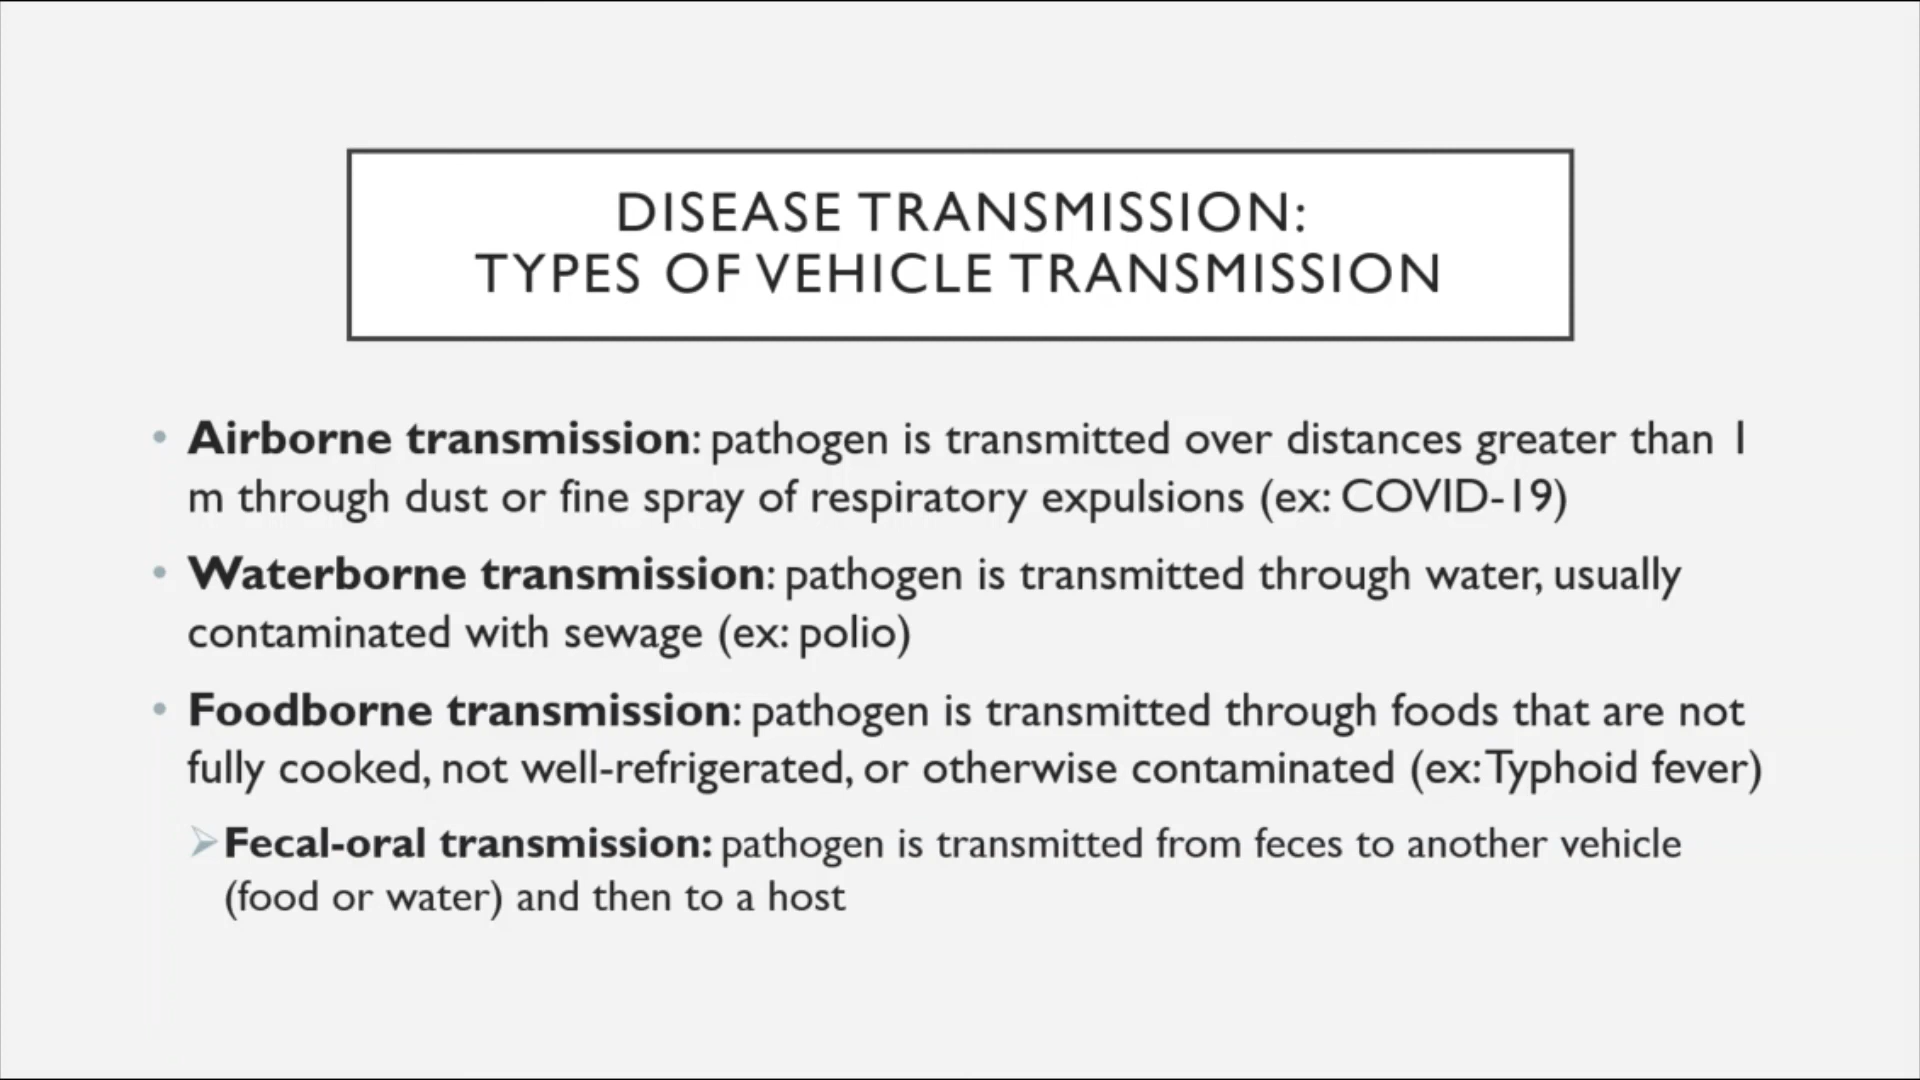 DISEASE TRANSMISSION:
TYPES OF VEHICLE TRANSMISSION
• Airborne transmission: pathogen is transmitted over distances greater than 1
m through dust or fine spray of respiratory expulsions (ex: COVID-19)
• Waterborne transmission: pathogen is transmitted through water, usually
contaminated with sewage (ex: polio)
• Foodborne transmission: pathogen is transmitted through foods that are not
fully cooked, not well-refrigerated, or otherwise contaminated (ex: Typhoid fever)
➢ Fecal-oral transmission: pathogen is transmitted from feces to another vehicle
(food or water) and then to a host